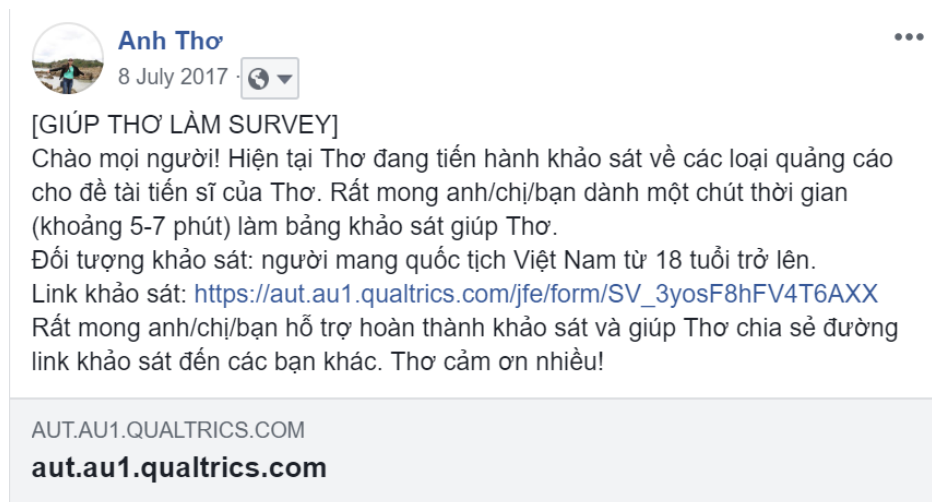 Anh Thơ
8 July 2017 ·
[GIÚP THƠ LÀM SURVEY]
Chào mọi người! Hiện tại Thơ đang tiến hành khảo sát về các loại quảng cáo
cho đề tài tiến sĩ của Thơ. Rất mong anh/chị/bạn dành một chút thời gian
(khoảng 5-7 phút) làm bảng khảo sát giúp Thơ.
Đối tượng khảo sát: người mang quốc tịch Việt Nam từ 18 tuổi trở lên.
Link khảo sát: https://aut.au1.qualtrics.com/jfe/form/SV_3yosF8hFV4T6AXX
Rất mong anh/chị/bạn hỗ trợ hoàn thành khảo sát và giúp Thơ chia sẻ đường
link khảo sát đến các bạn khác. Thơ cảm ơn nhiều!
AUT.AU1.QUALTRICS.COM
aut.au1.qualtrics.com